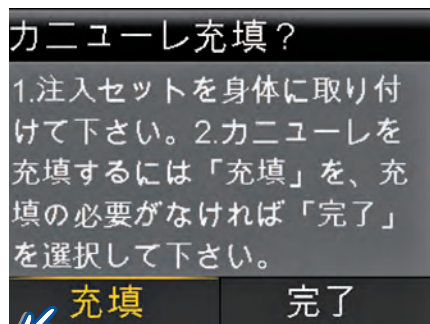 カニューレ充填？
1.注入セットを身体に取り付
けて下さい。2.カニューレを
充填するには「充填」を、充
填の必要がなければ「完了」
を選択して下さい。
充填 完了